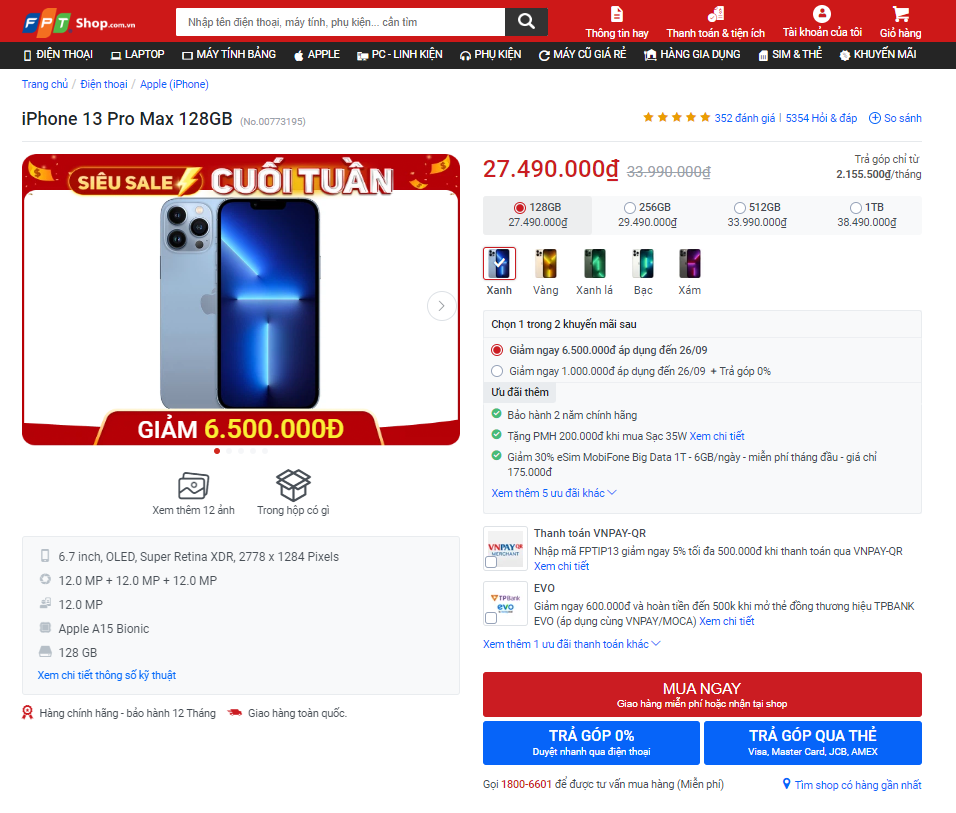 FPT Shop.com.vn
Nhập tên điện thoại, máy tính, phụ kiện... cần tìm
Thông tin hay
Thanh toán & tiện ích
Tài khoản của tôi
Giỏ hàng
ĐIỆN THOẠI
LAPTOP
MÁY TÍNH BẢNG
APPLE
PC - LINH KIỆN
PHỤ KIỆN
MÁY CŨ GIÁ RẺ
HÀNG GIA DỤNG
SIM & THẺ
KHUYẾN MÃI
Trang chủ / Điện thoại / Apple (iPhone)
iPhone 13 Pro Max 128GB (No.00773195)
352 đánh giá | 5354 Hỏi & đáp
So sánh
SIÊU SALE CUỐI TUẦN
GIẢM 6.500.000Đ
Xem thêm 12 ảnh
Trong hộp có gì
6.7 inch, OLED, Super Retina XDR, 2778 x 1284 Pixels
12.0 MP + 12.0 MP + 12.0 MP
12.0 MP
Apple A15 Bionic
128 GB
Xem chi tiết thông số kỹ thuật
Hàng chính hãng - bảo hành 12 Tháng
Giao hàng toàn quốc.
27.490.000₫ 33.990.000₫
Trả góp chỉ từ
2.155.500₫/tháng
128GB
27.490.000₫
256GB
29.490.000₫
512GB
33.990.000₫
1TB
38.490.000₫
Xanh
Vàng
Xanh lá
Bạc
Xám
Chọn 1 trong 2 khuyến mãi sau
Giảm ngay 6.500.000đ áp dụng đến 26/09
Giảm ngay 1.000.000đ áp dụng đến 26/09 + Trả góp 0%
Ưu đãi thêm
Bảo hành 2 năm chính hãng
Tặng PMH 200.000đ khi mua Sạc 35W Xem chi tiết
Giảm 30% eSim MobiFone Big Data 1T - 6GB/ngày - miễn phí tháng đầu - giá chỉ
175.000đ
Xem thêm 5 ưu đãi khác
VNPAY QR
MERCHANT
Thanh toán VNPAY-QR
Nhập mã FPTTIP13 giảm ngay 5% tối đa 500.000đ khi thanh toán qua VNPAY-QR
Xem chi tiết
TPBank
evo
EVO
Giảm ngay 600.000đ và hoàn tiền đến 500k khi mở thẻ đồng thương hiệu TPBANK
EVO (áp dụng cùng VNPAY/MOCA) Xem chi tiết
Xem thêm 1 ưu đãi thanh toán khác
MUA NGAY
Giao hàng miễn phí hoặc nhận tại shop
TRẢ GÓP 0%
Duyệt nhanh qua điện thoại
TRẢ GÓP QUA THẺ
Visa, Master Card, JCB, AMEX
Gọi 1800-6601 để được tư vấn mua hàng (Miễn phí)
Tìm shop có hàng gần nhất